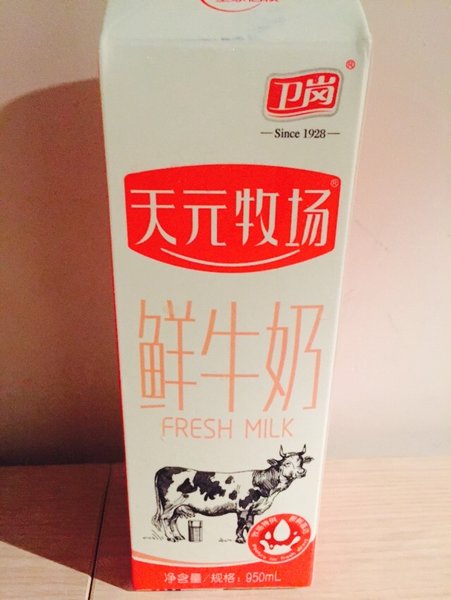 卫岗®
Since 1928
天元牧场®
鲜牛奶
FRESH MILK
净含量/规格: 950mL